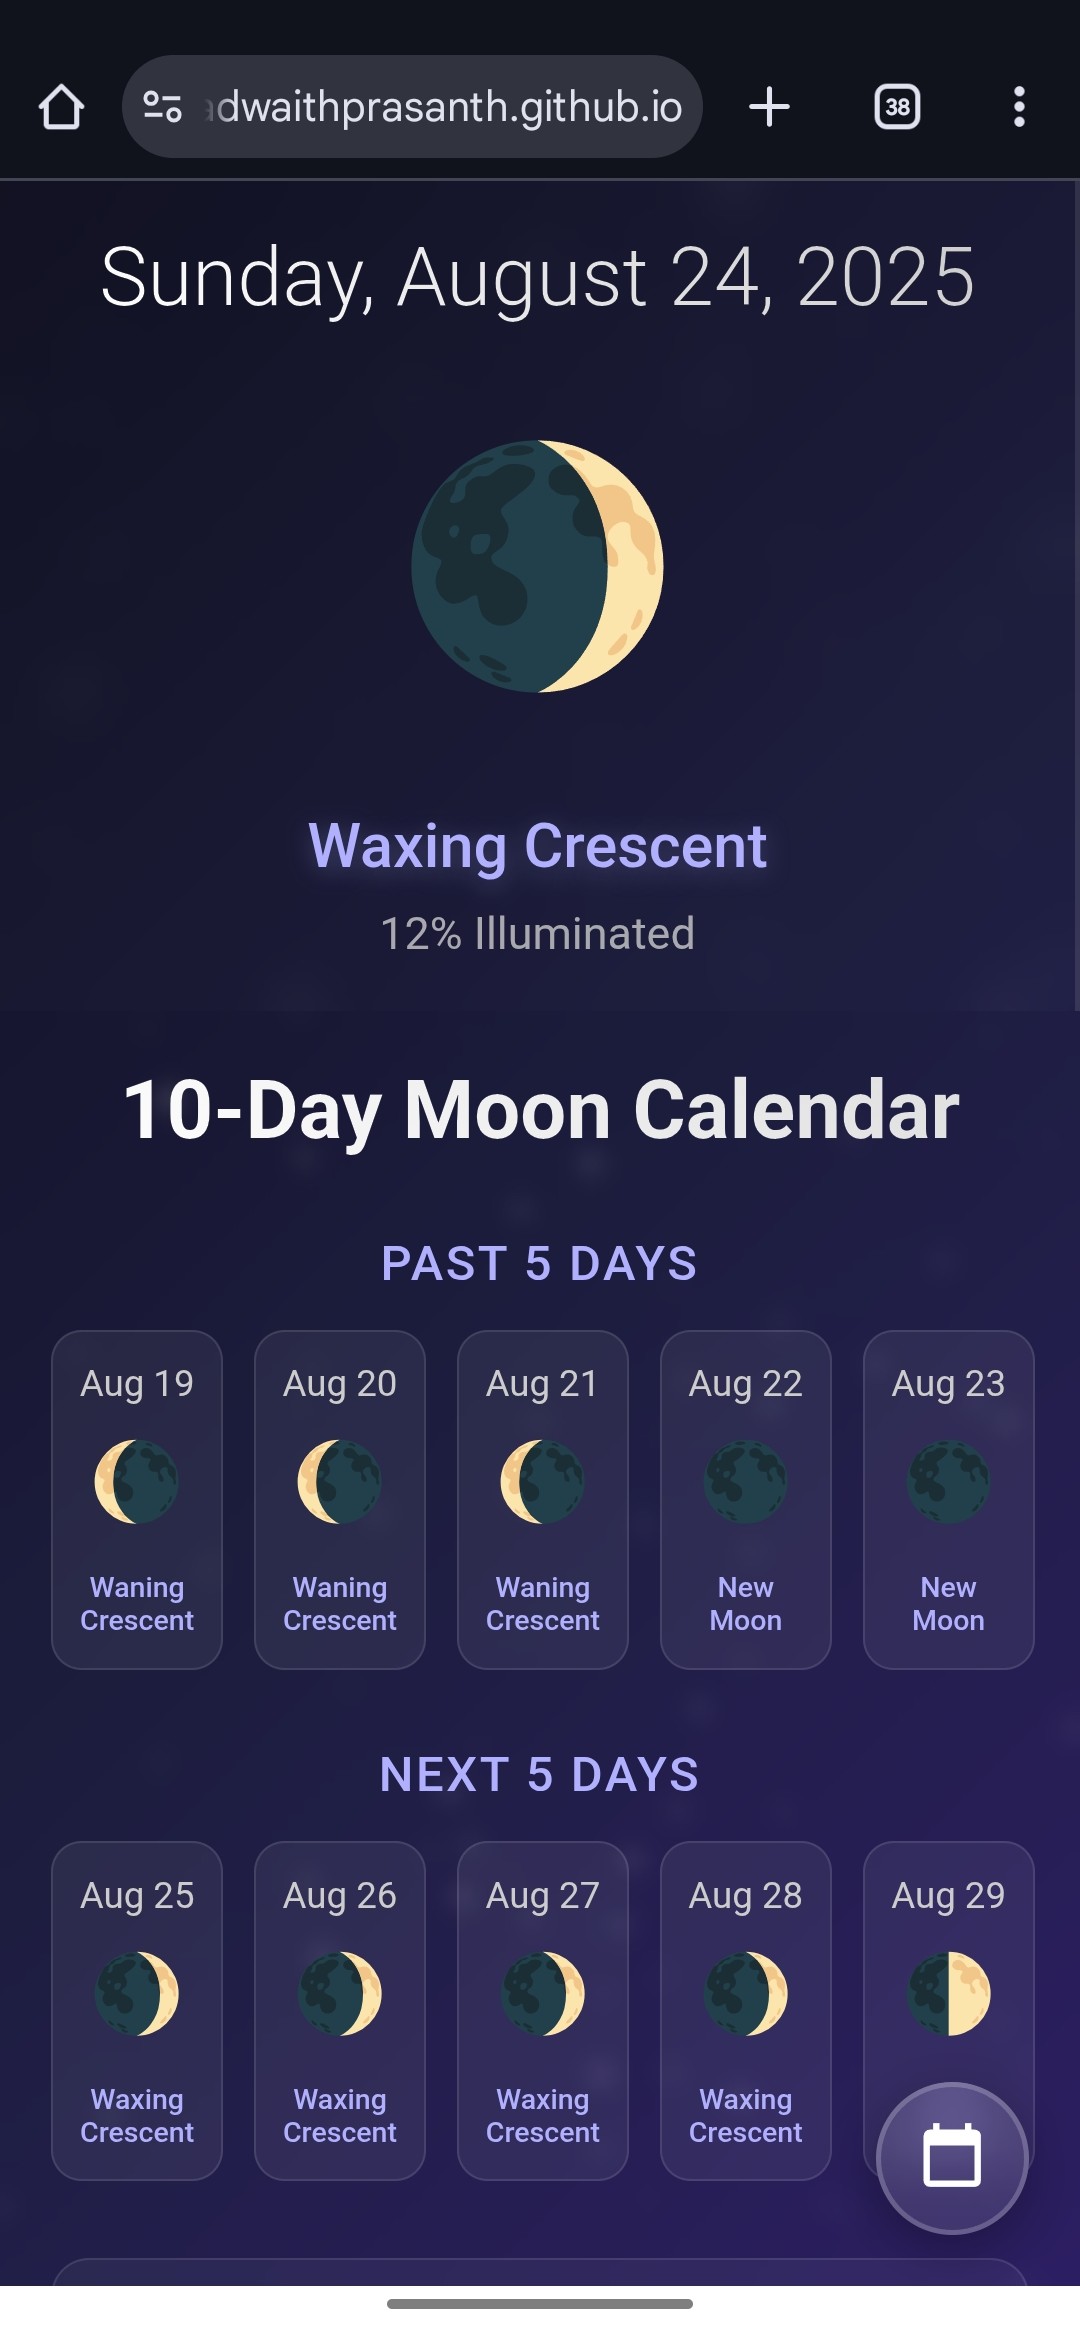 adwaithprasanth.github.io
38
Sunday, August 24, 2025
Waxing Crescent
12% Illuminated
10-Day Moon Calendar
PAST 5 DAYS
Aug 19
Waning
Crescent
Aug 20
Waning
Crescent
Aug 21
Waning
Crescent
Aug 22
New
Moon
Aug 23
New
Moon
NEXT 5 DAYS
Aug 25
Waxing
Crescent
Aug 26
Waxing
Crescent
Aug 27
Waxing
Crescent
Aug 28
Waxing
Crescent
Aug 29